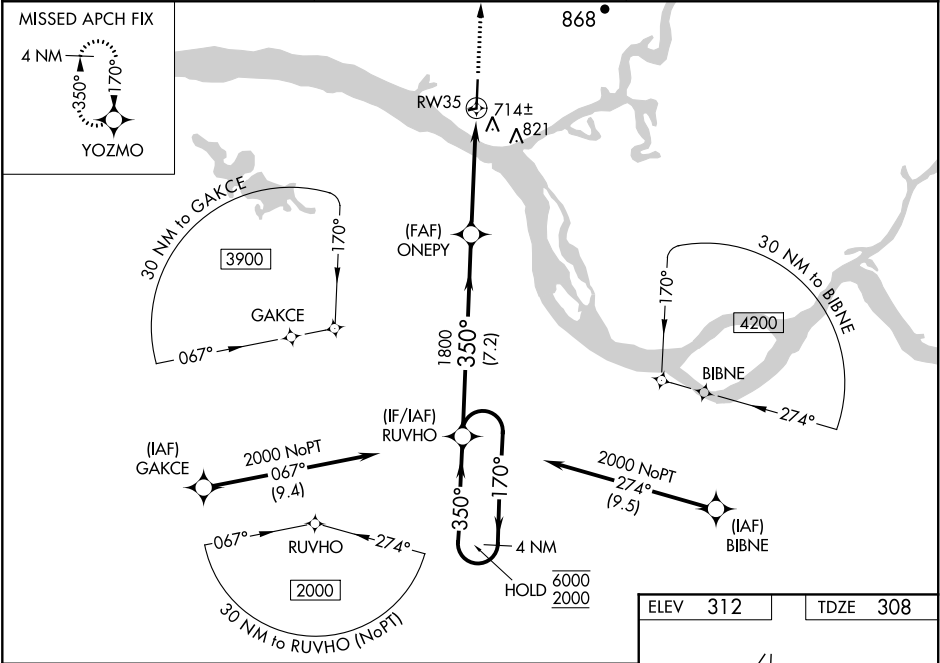 MISSED APCH FIX
4 NM
350°
170°
YOZMO
868
RW35
714±
821
(FAF)
ONEPY
30 NM to GAKCE
3900
170°
GAKCE
067°
30 NM to BIBNE
4200
170°
BIBNE
274°
1800
350°
(7.2)
(IF/IAF)
RUVHO
(IAF)
GAKCE
2000 NoPT
067°
(9.4)
2000 NoPT
274°
(9.5)
(IAF)
BIBNE
350°
170°
4 NM
HOLD
6000
2000
067°
RUVHO
274°
2000
30 NM to RUVHO (NoPT)
ELEV 312
TDZE 308